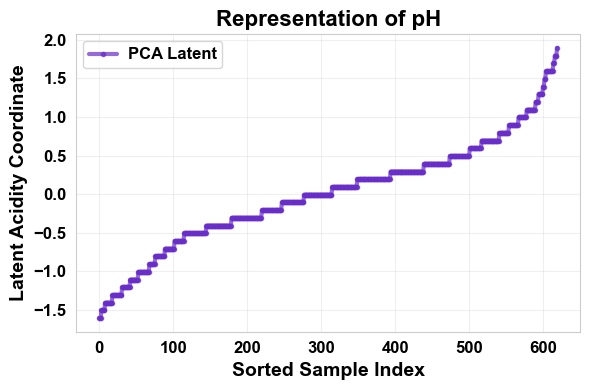 Representation of pH
PCA Latent
Latent Acidity Coordinate
2.0
1.5
1.0
0.5
0.0
−0.5
−1.0
−1.5
0 100 200 300 400 500 600
Sorted Sample Index